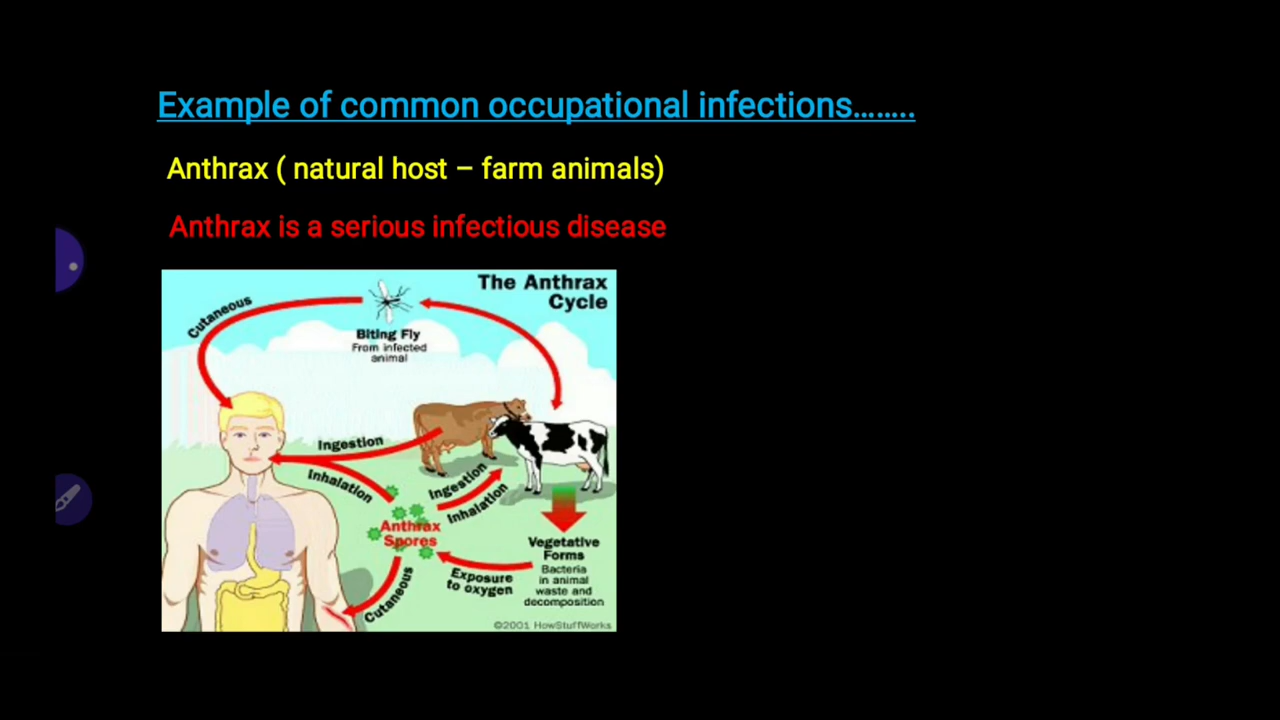 Example of common occupational infections........
Anthrax ( natural host – farm animals)
Anthrax is a serious infectious disease
The Anthrax
Cycle
Cutaneous
Biting Fly
From infected
animal
Ingestion
Inhalation
Ingestion
Inhalation
Anthrax
Spores
Vegetative
Forms
Bacteria
in animal
waste and
decomposition
Exposure
to oxygen
Cutaneous
©2001 HowStuffWorks